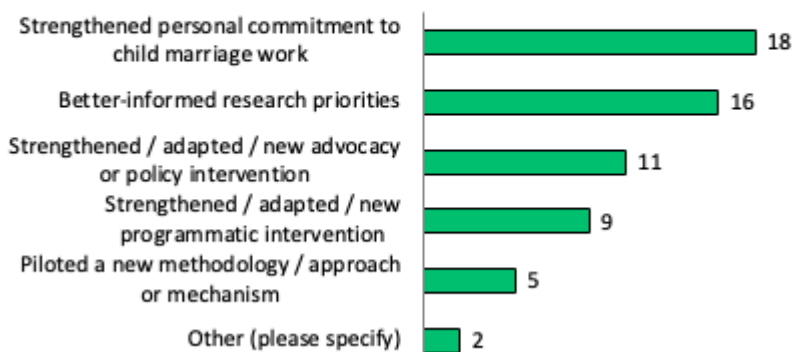 Strengthened personal commitment to
child marriage work
18
Better-informed research priorities
16
Strengthened / adapted / new advocacy
or policy intervention
11
Strengthened / adapted / new
programmatic intervention
9
Piloted a new methodology / approach
or mechanism
5
Other (please specify)
2